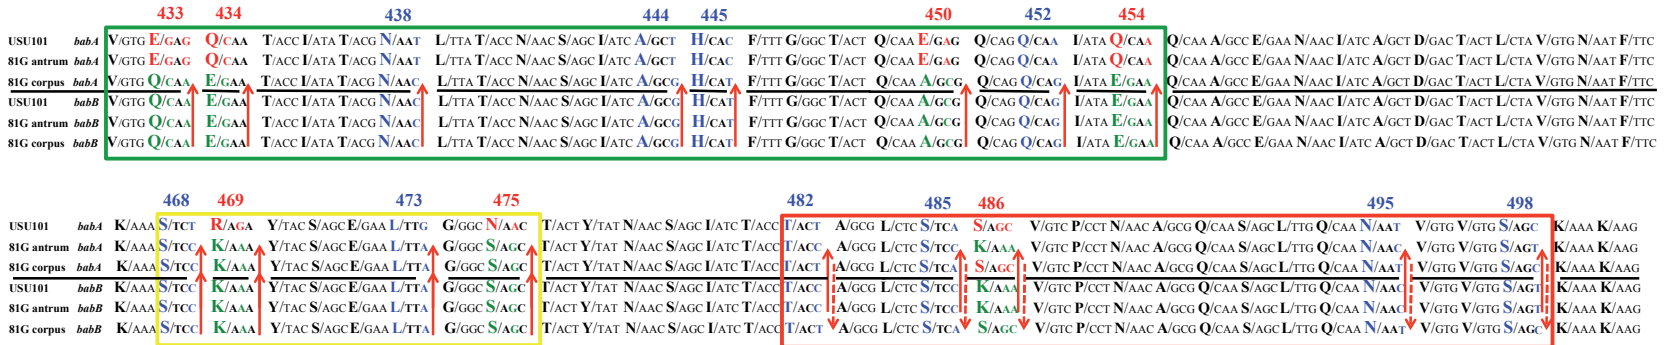 433 434 438 444 445 450 452 454
USU101 babA V/GTG E/GAG Q/CAA T/ACC I/ATA T/ACG N/AAT L/TTA T/ACC N/AAC S/AGC I/ATC A/GCT H/CAC F/TTT G/GGC T/ACT Q/CAA E/GAG Q/CAG Q/CAA I/ATA Q/CAA Q/CAA A/GCC E/GAA N/AAC I/ATC A/GCT D/GAC T/ACT L/CTA V/GTG N/AAT F/TTC
81G antrum babA V/GTG E/GAG Q/CAA T/ACC I/ATA T/ACG N/AAT L/TTA T/ACC N/AAC S/AGC I/ATC A/GCT H/CAC F/TTT G/GGC T/ACT Q/CAA E/GAG Q/CAG Q/CAA I/ATA Q/CAA Q/CAA A/GCC E/GAA N/AAC I/ATC A/GCT D/GAC T/ACT L/CTA V/GTG N/AAT F/TTC
81G corpus babA V/GTG Q/CAA E/GAA T/ACC I/ATA T/ACG N/AAC L/TTA T/ACC N/AAC S/AGC I/ATC A/GCG H/CAT F/TTT G/GGC T/ACT Q/CAA A/GCG Q/CAG Q/CAG I/ATA E/GAA Q/CAA A/GCC E/GAA N/AAC I/ATC A/GCT D/GAC T/ACT L/CTA V/GTG N/AAT F/TTC
USU101 babB V/GTG Q/CAA E/GAA T/ACC I/ATA T/ACG N/AAC L/TTA T/ACC N/AAC S/AGC I/ATC A/GCG H/CAT F/TTT G/GGC T/ACT Q/CAA A/GCG Q/CAG Q/CAG I/ATA E/GAA Q/CAA A/GCC E/GAA N/AAC I/ATC A/GCT D/GAC T/ACT L/CTA V/GTG N/AAT F/TTC
81G antrum babB V/GTG Q/CAA E/GAA T/ACC I/ATA T/ACG N/AAC L/TTA T/ACC N/AAC S/AGC I/ATC A/GCG H/CAT F/TTT G/GGC T/ACT Q/CAA A/GCG Q/CAG Q/CAG I/ATA E/GAA Q/CAA A/GCC E/GAA N/AAC I/ATC A/GCT D/GAC T/ACT L/CTA V/GTG N/AAT F/TTC
81G corpus babB V/GTG Q/CAA E/GAA T/ACC I/ATA T/ACG N/AAC L/TTA T/ACC N/AAC S/AGC I/ATC A/GCG H/CAT F/TTT G/GGC T/ACT Q/CAA A/GCG Q/CAG Q/CAG I/ATA E/GAA Q/CAA A/GCC E/GAA N/AAC I/ATC A/GCT D/GAC T/ACT L/CTA V/GTG N/AAT F/TTC
468 469 473 475 482 485 486 495 498
USU101 babA K/AAA S/TCT R/AGA Y/TAC S/AGC E/GAA L/TTG G/GGC N/AAC T/ACT Y/TAT N/AAC S/AGC I/ATC T/ACC T/ACT A/GCG L/CTC S/TCA S/AGC V/GTC P/CCT N/AAC A/GCG Q/CAA S/AGC L/TTG Q/CAA N/AAT V/GTG V/GTG S/AGC K/AAA K/AAG
81G antrum babA K/AAA S/TCC K/AAA Y/TAC S/AGC E/GAA L/TTA G/GGC S/AGC T/ACT Y/TAT N/AAC S/AGC I/ATC T/ACC T/ACC A/GCG L/CTC S/TCC K/AAA V/GTC P/CCT N/AAC A/GCG Q/CAA S/AGC L/TTG Q/CAA N/AAC V/GTG V/GTG S/AGT K/AAA K/AAG
81G corpus babA K/AAA S/TCC K/AAA Y/TAC S/AGC E/GAA L/TTA G/GGC S/AGC T/ACT Y/TAT N/AAC S/AGC I/ATC T/ACC T/ACT A/GCG L/CTC S/TCA S/AGC V/GTC P/CCT N/AAC A/GCG Q/CAA S/AGC L/TTG Q/CAA N/AAT V/GTG V/GTG S/AGC K/AAA K/AAG
USU101 babB K/AAA S/TCC K/AAA Y/TAC S/AGC E/GAA L/TTA G/GGC S/AGC T/ACT Y/TAT N/AAC S/AGC I/ATC T/ACC T/ACC A/GCG L/CTC S/TCC K/AAA V/GTC P/CCT N/AAC A/GCG Q/CAA S/AGC L/TTG Q/CAA N/AAC V/GTG V/GTG S/AGT K/AAA K/AAG
81G antrum babB K/AAA S/TCC K/AAA Y/TAC S/AGC E/GAA L/TTA G/GGC S/AGC T/ACT Y/TAT N/AAC S/AGC I/ATC T/ACC T/ACC A/GCG L/CTC S/TCC K/AAA V/GTC P/CCT N/AAC A/GCG Q/CAA S/AGC L/TTG Q/CAA N/AAC V/GTG V/GTG S/AGT K/AAA K/AAG
81G corpus babB K/AAA S/TCC K/AAA Y/TAC S/AGC E/GAA L/TTA G/GGC S/AGC T/ACT Y/TAT N/AAC S/AGC I/ATC T/ACC T/ACT A/GCG L/CTC S/TCA S/AGC V/GTC P/CCT N/AAC A/GCG Q/CAA S/AGC L/TTG Q/CAA N/AAT V/GTG V/GTG S/AGC K/AAA K/AAG